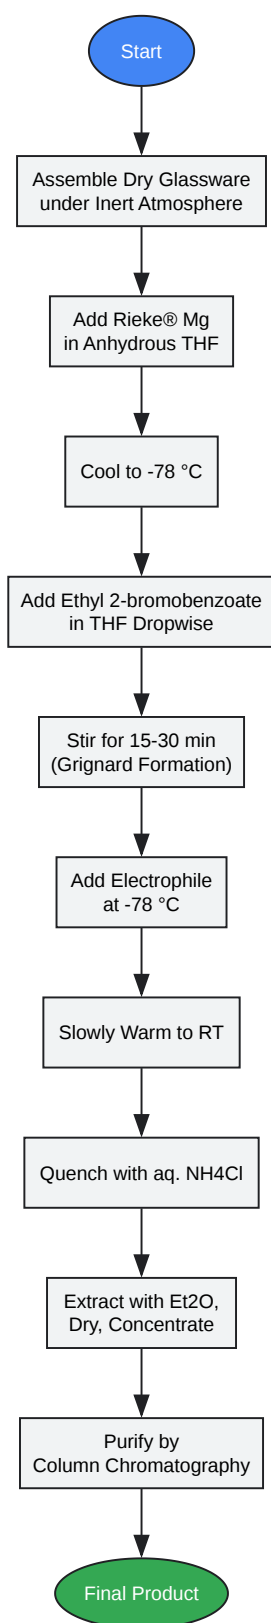 Start
Assemble Dry Glassware
under Inert Atmosphere
Add Rieke® Mg
in Anhydrous THF
Cool to -78 °C
Add Ethyl 2-bromobenzoate
in THF Dropwise
Stir for 15-30 min
(Grignard Formation)
Add Electrophile
at -78 °C
Slowly Warm to RT
Quench with aq. NH4Cl
Extract with Et2O,
Dry, Concentrate
Purify by
Column Chromatography
Final Product